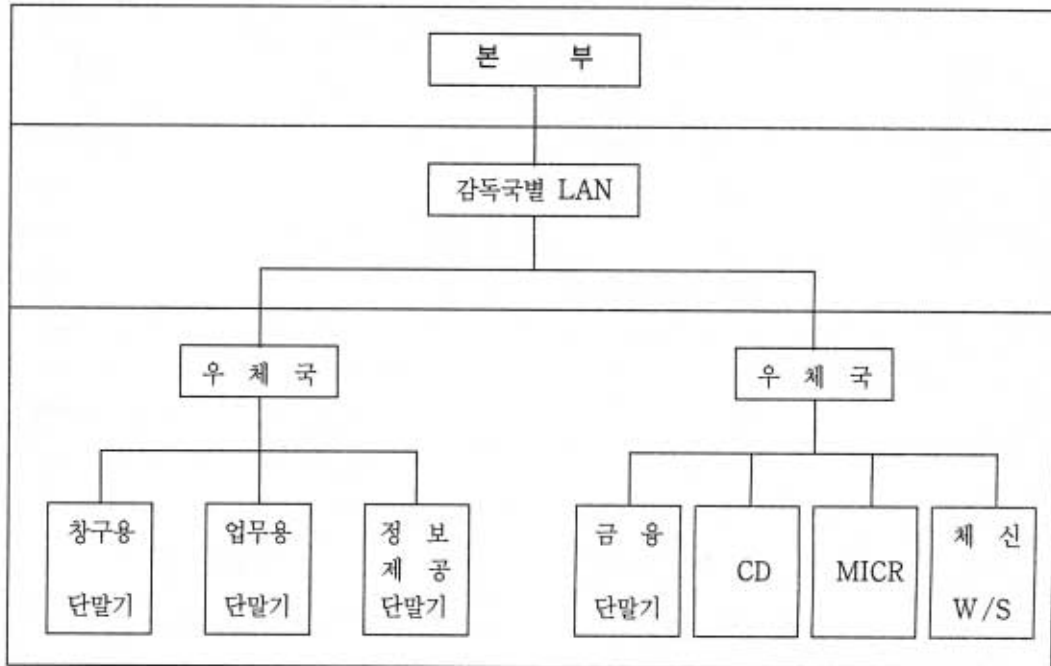 본 부
감독국별 LAN
우 체 국
우 체 국
창구용
단말기
업무용
단말기
정 보
제 공
단말기
금 융
단말기
CD
MICR
체 신
W/S